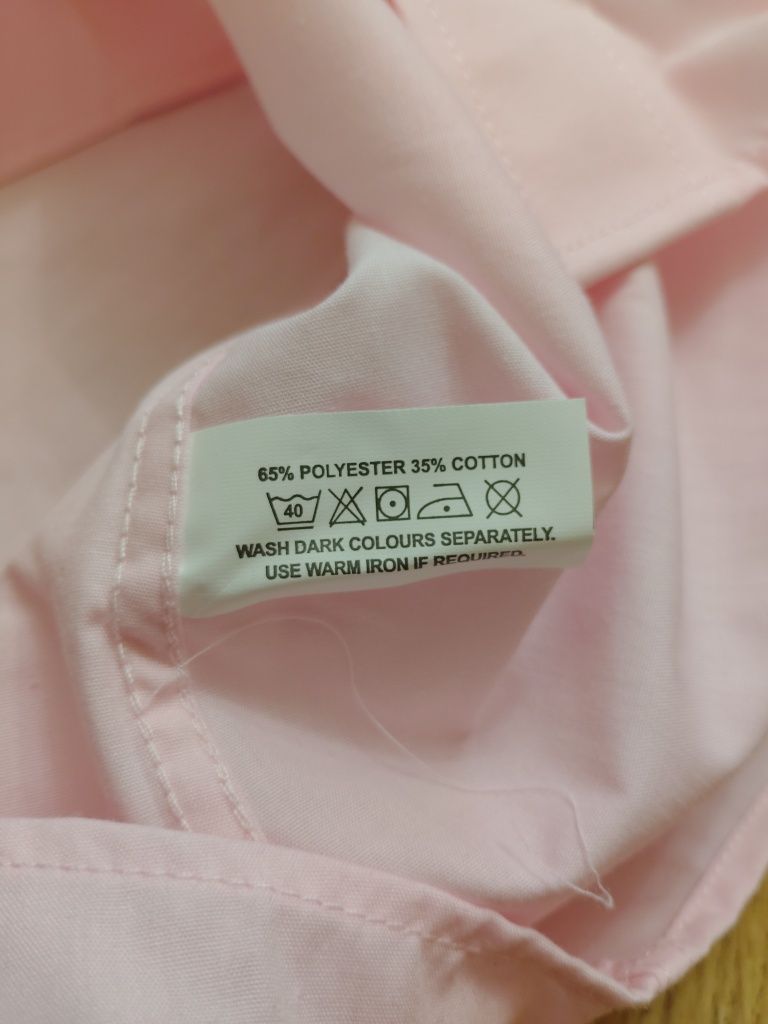 65% POLYESTER 35% COTTON
40
WASH DARK COLOURS SEPARATELY.
USE WARM IRON IF REQUIRED.